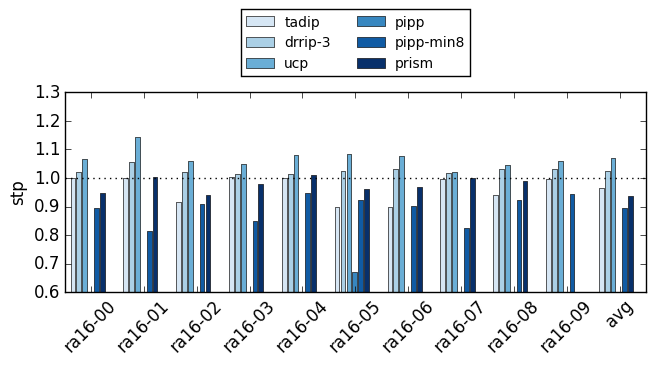 tadip pipp
drrip-3 pipp-min8
ucp prism
1.3
1.2
1.1
1.0
0.9
0.8
0.7
0.6
stp
ra16-00 ra16-01 ra16-02 ra16-03 ra16-04 ra16-05 ra16-06 ra16-07 ra16-08 ra16-09 avg